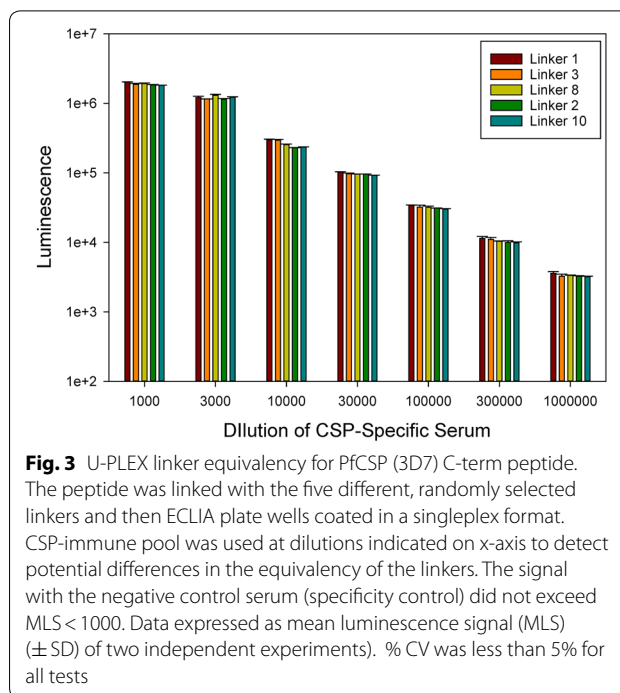 1e+7
1e+6
1e+5
1e+4
1e+3
1e+2
Luminescence
Linker 1
Linker 3
Linker 8
Linker 2
Linker 10
1000 3000 10000 30000 100000 300000 1000000
DIlution of CSP-Specific Serum
Fig. 3 U-PLEX linker equivalency for PfCSP (3D7) C-term peptide.
The peptide was linked with the five different, randomly selected
linkers and then ECLIA plate wells coated in a singleplex format.
CSP-immune pool was used at dilutions indicated on x-axis to detect
potential differences in the equivalency of the linkers. The signal
with the negative control serum (specificity control) did not exceed
MLS < 1000. Data expressed as mean luminescence signal (MLS)
(± SD) of two independent experiments). % CV was less than 5% for
all tests